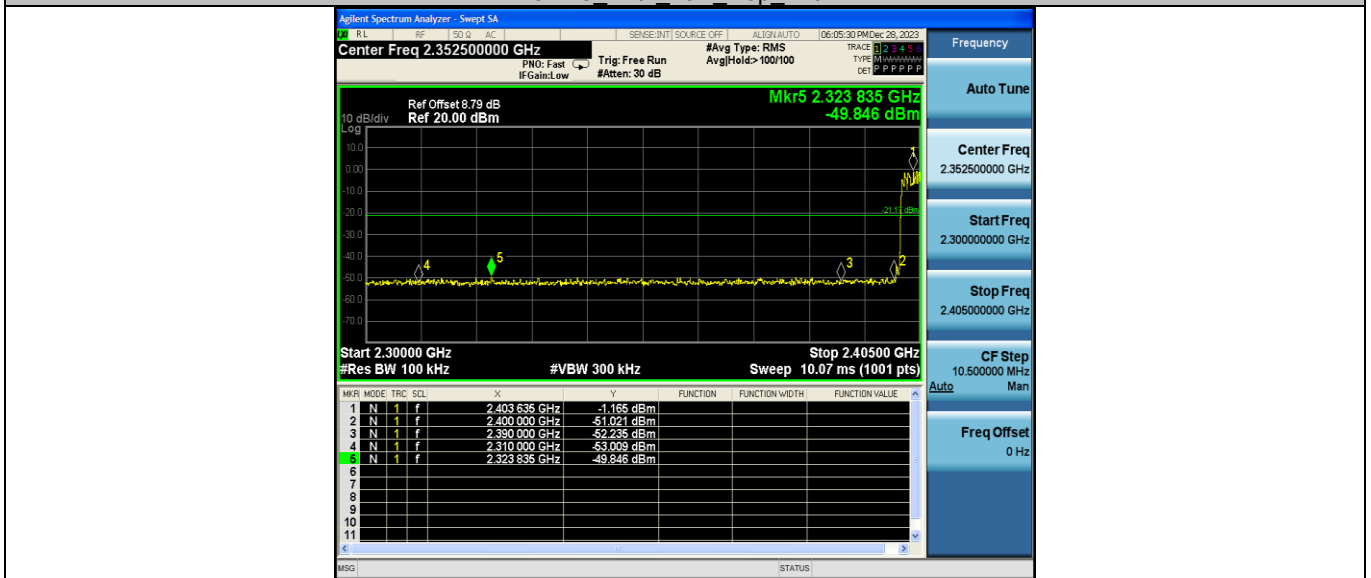 Agilent Spectrum Analyzer - Swept SA
RL RF 50 Ω AC SENSE:INT SOURCE OFF ALIGN AUTO 06:05:30 PM Dec 28, 2023
Center Freq 2.352500000 GHz
PNO: Fast
IFGain:Low
Trig: Free Run
#Atten: 30 dB
#Avg Type: RMS
Avg|Hold:>100/100
TRACE 1 2 3 4 5 6
TYPE M
DET P P P P P P
Mkr5 2.323 835 GHz
-49.846 dBm
Ref Offset 8.79 dB
10 dB/div Ref 20.00 dBm
Log
10.0
0.00
-10.0
-20.0
-30.0
-40.0
-50.0
-60.0
-70.0
-21.17 dBm
1
2
3
4
5
Start 2.30000 GHz Stop 2.40500 GHz
#Res BW 100 kHz #VBW 300 kHz Sweep 10.07 ms (1001 pts)
MKR MODE TRC SCL X Y FUNCTION FUNCTION WIDTH FUNCTION VALUE
1 N 1 f 2.403 635 GHz -1.165 dBm
2 N 1 f 2.400 000 GHz -51.021 dBm
3 N 1 f 2.390 000 GHz -52.235 dBm
4 N 1 f 2.310 000 GHz -53.009 dBm
5 N 1 f 2.323 835 GHz -49.846 dBm
6
7
8
9
10
11
MSG STATUS
Frequency
Auto Tune
Center Freq
2.352500000 GHz
Start Freq
2.300000000 GHz
Stop Freq
2.405000000 GHz
CF Step
10.500000 MHz
Auto Man
Freq Offset
0 Hz